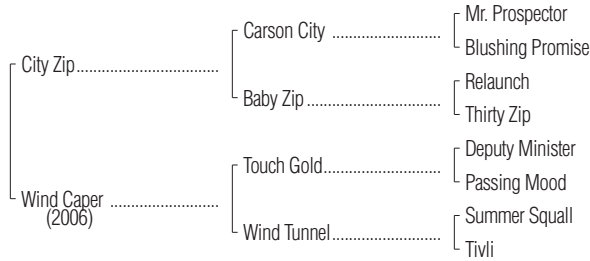 Mr. Prospector
Carson City ..............................
Blushing Promise
City Zip.......................................
Relaunch
Baby Zip.....................................
Thirty Zip
Deputy Minister
Touch Gold................................
Passing Mood
Wind Caper ..............................
(2006)
Summer Squall
Wind Tunnel..............................
Tivli